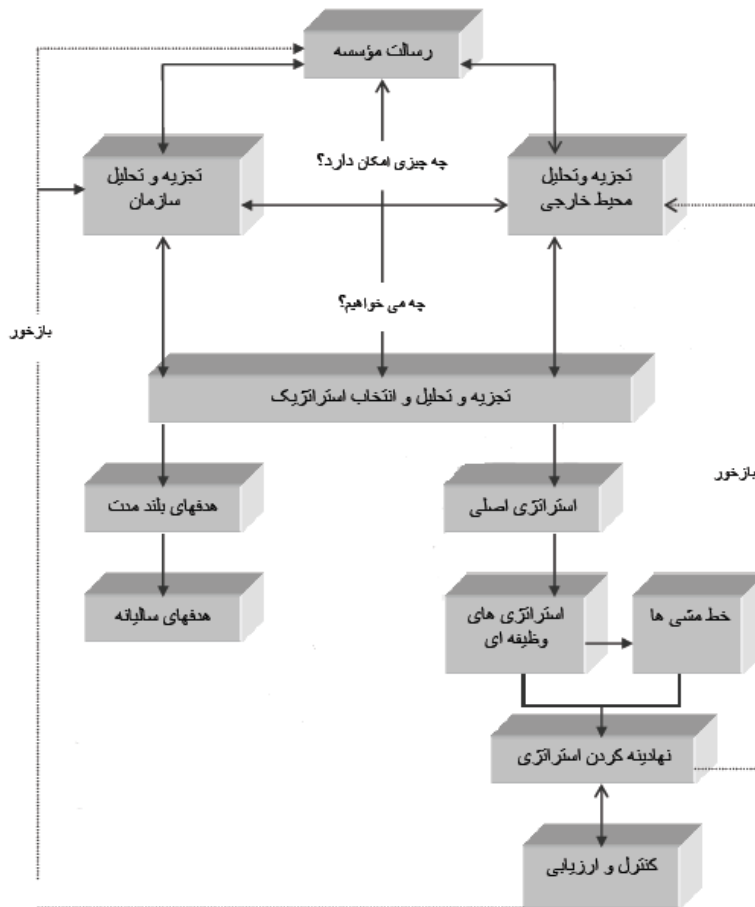 رسالت مؤسسه
تجزیه وتحلیل
محیط خارجی
چه چیزی امکان دارد؟
تجزیه و تحلیل
سازمان
چه می خواهیم؟
بازخور
تجزیه و تحلیل و انتخاب استراتژیک
بازخور
استراتژی اصلی
هدفهای بلند مدت
خط مشی ها
استراتژی های
وظیفه ای
هدفهای سالیانه
نهادینه کردن استراتژی
کنترل و ارزیابی